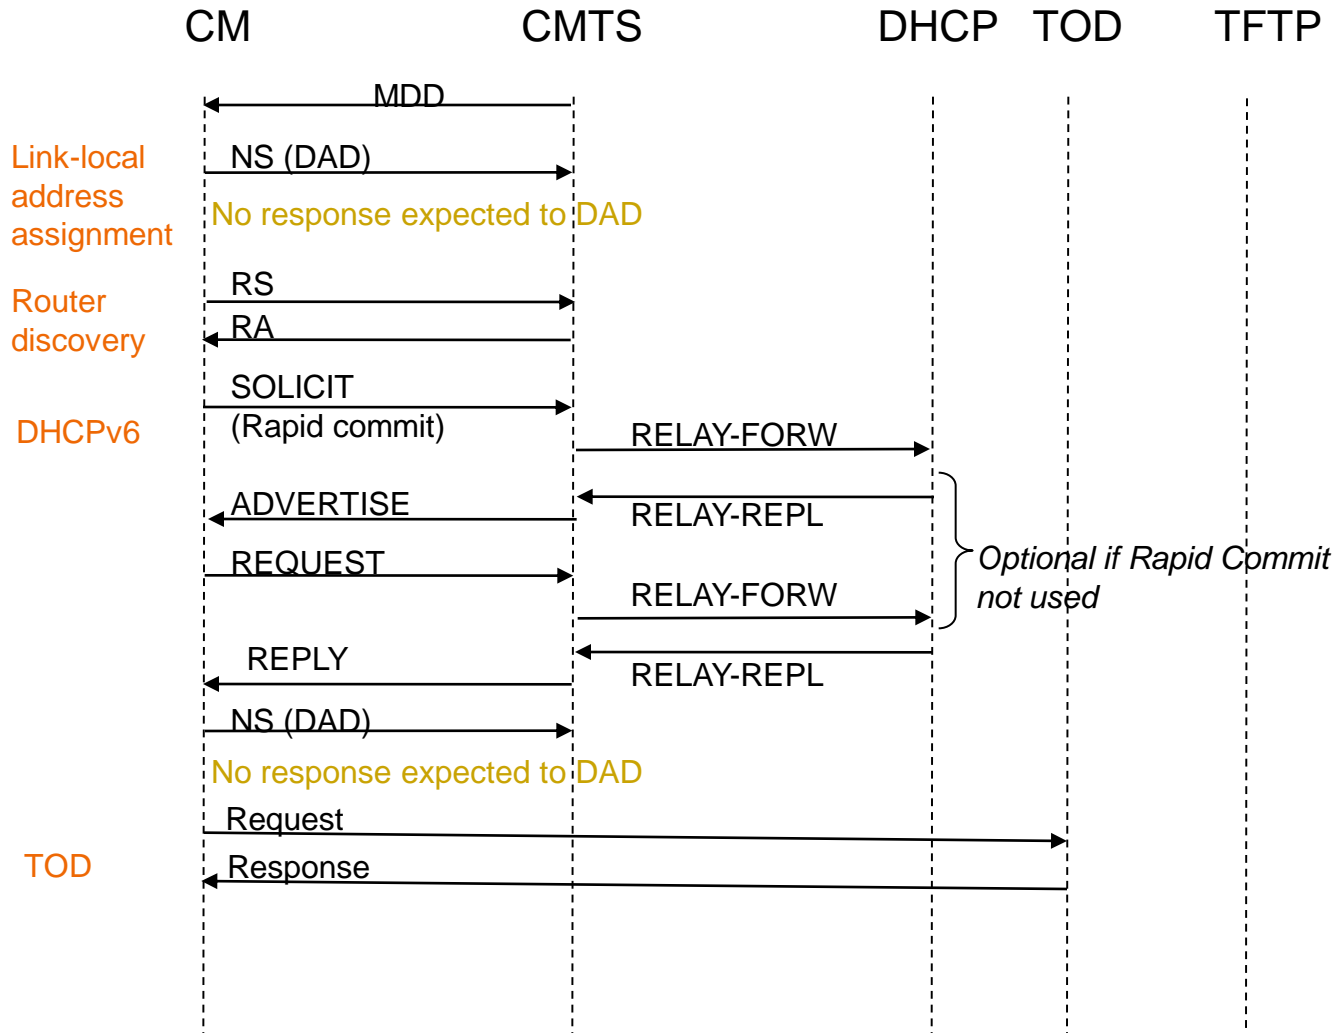 CM CMTS DHCP TOD TFTP
MDD
Link-local
address
assignment
NS (DAD)
No response expected to DAD
Router
discovery
RS
RA
DHCPv6
SOLICIT
(Rapid commit)
RELAY-FORW
ADVERTISE
RELAY-REPL
REQUEST
RELAY-FORW
Optional if Rapid Commit
not used
REPLY
RELAY-REPL
NS (DAD)
No response expected to DAD
TOD
Request
Response